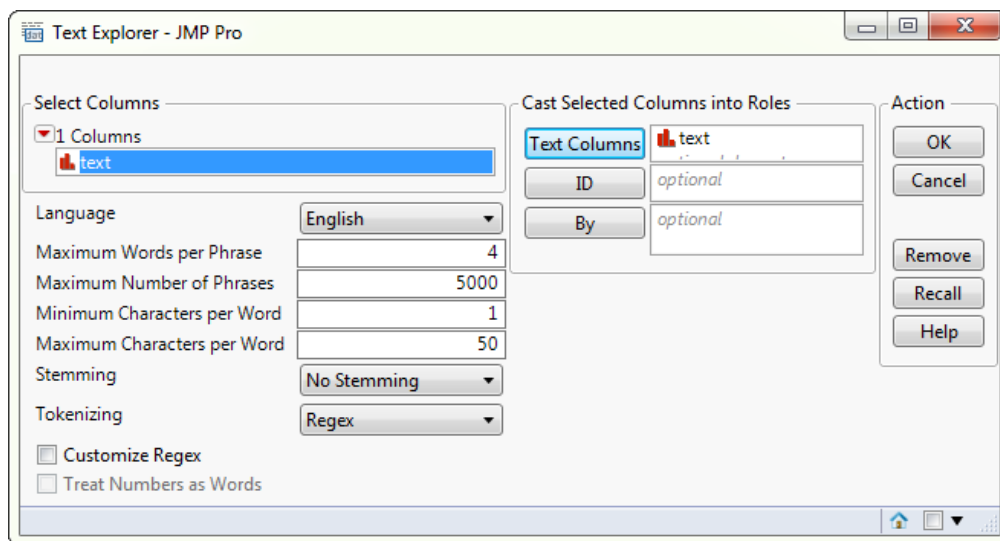 Text Explorer - JMP Pro
Select Columns
1 Columns
text
Language English
Maximum Words per Phrase 4
Maximum Number of Phrases 5000
Minimum Characters per Word 1
Maximum Characters per Word 50
Stemming No Stemming
Tokenizing Regex
Customize Regex
Treat Numbers as Words
Cast Selected Columns into Roles
Text Columns text
ID optional
By optional
Action
OK
Cancel
Remove
Recall
Help